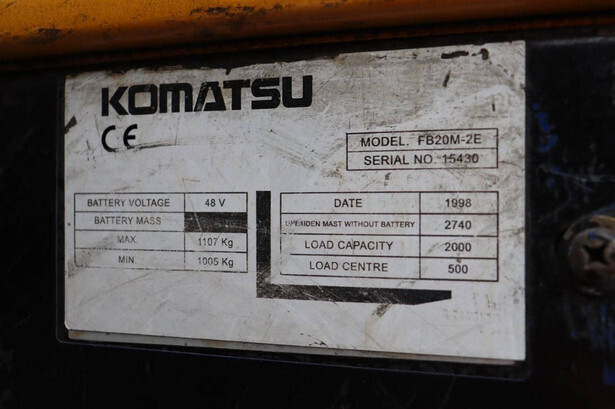 KOMATSU
CE
MODEL. FB20M-2E
SERIAL NO. 15430
BATTERY VOLTAGE 48 V
BATTERY MASS
MAX. 1107 Kg
MIN. 1005 Kg
DATE 1998
MAST WITHOUT BATTERY 2740
LOAD CAPACITY 2000
LOAD CENTRE 500